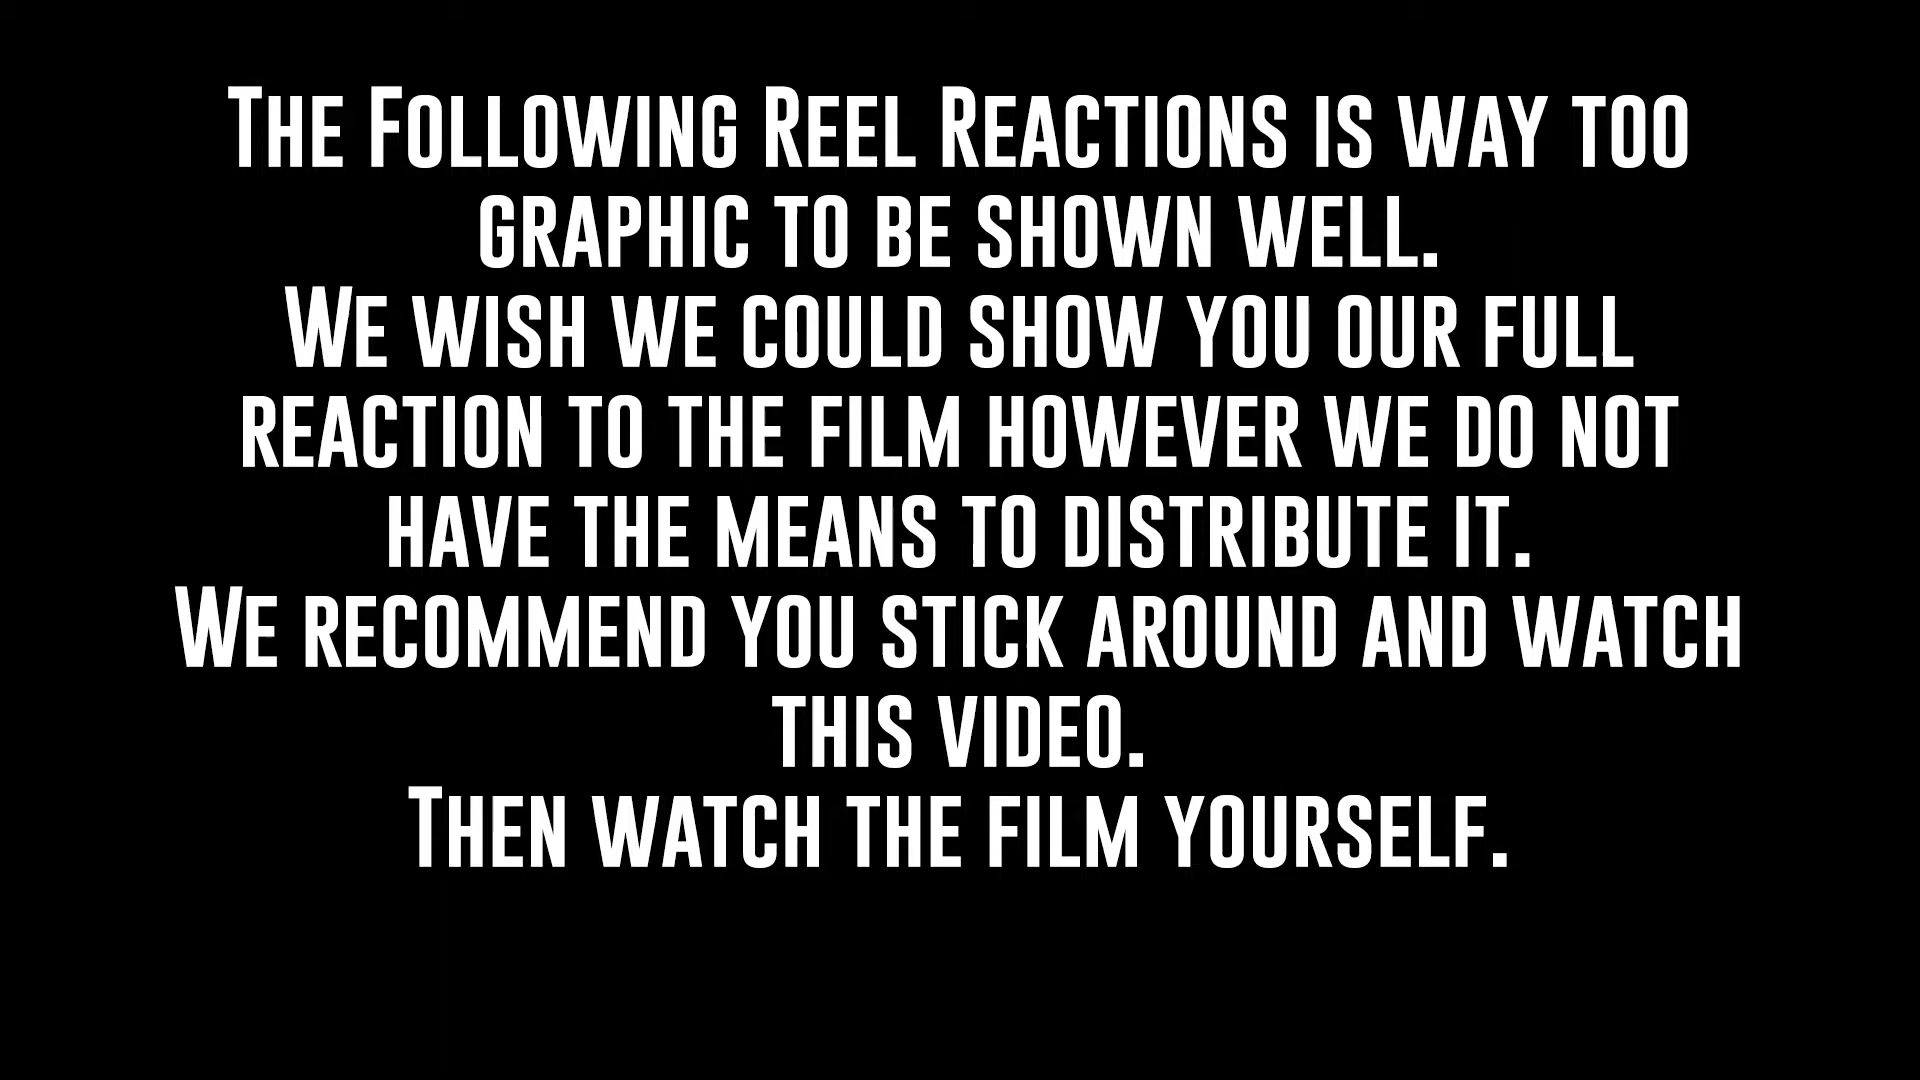 The Following Reel Reactions is way too
graphic to be shown well.
We wish we could show you our full
reaction to the film however we do not
have the means to distribute it.
We recommend you stick around and watch
this video.
Then watch the film yourself.